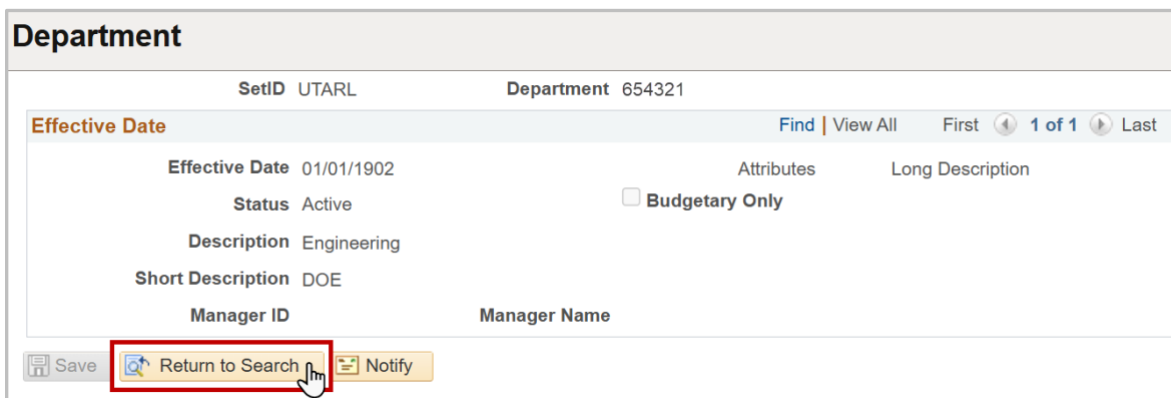 Department
SetID UTARL Department 654321
Effective Date Find | View All First 1 of 1 Last
Effective Date 01/01/1902 Attributes Long Description
Status Active Budgetary Only
Description Engineering
Short Description DOE
Manager ID Manager Name
Save Return to Search Notify